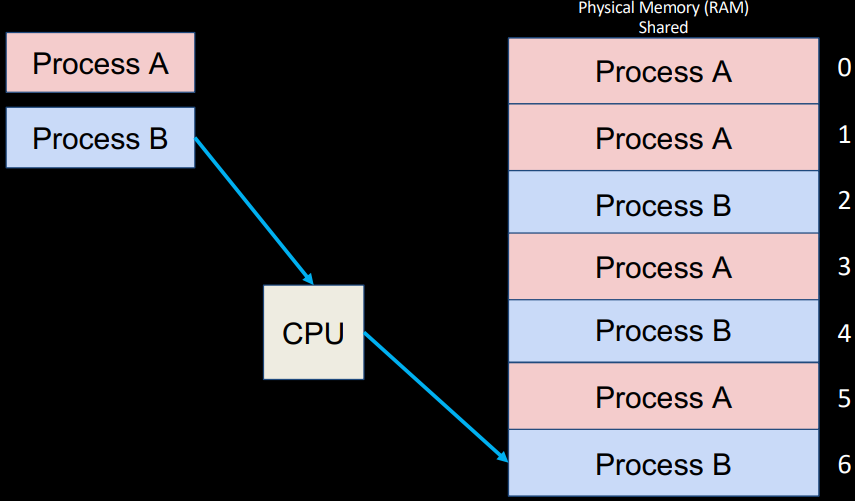 Physical Memory (RAM)
Shared
Process A
Process B
CPU
Process A 0
Process A 1
Process B 2
Process A 3
Process B 4
Process A 5
Process B 6